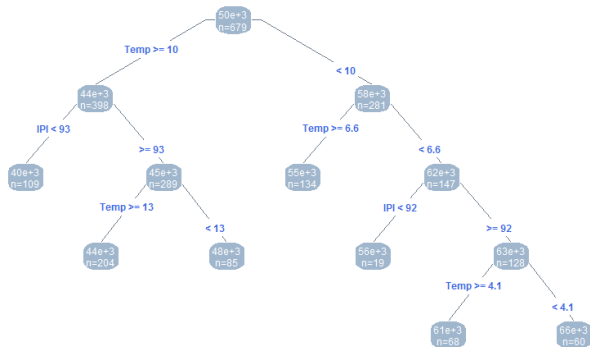 50e+3
n=679
Temp >= 10
< 10
44e+3
n=398
58e+3
n=281
IPI < 93
>= 93
Temp >= 6.6
< 6.6
40e+3
n=109
45e+3
n=289
55e+3
n=134
62e+3
n=147
Temp >= 13
< 13
IPI < 92
>= 92
44e+3
n=204
48e+3
n=85
56e+3
n=19
63e+3
n=128
Temp >= 4.1
< 4.1
61e+3
n=68
66e+3
n=60